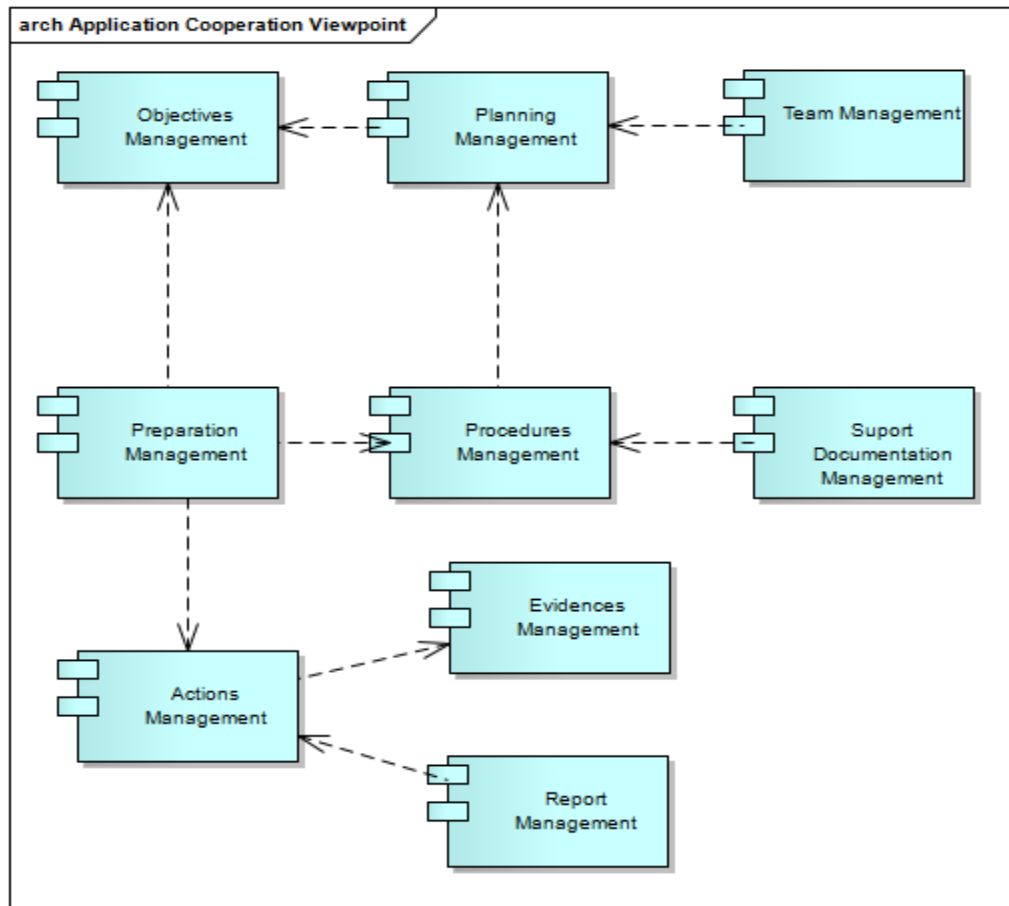 arch Application Cooperation Viewpoint
Objectives
Management
Planning
Management
Team Management
Preparation
Management
Procedures
Management
Suport
Documentation
Management
Evidences
Management
Actions
Management
Report
Management